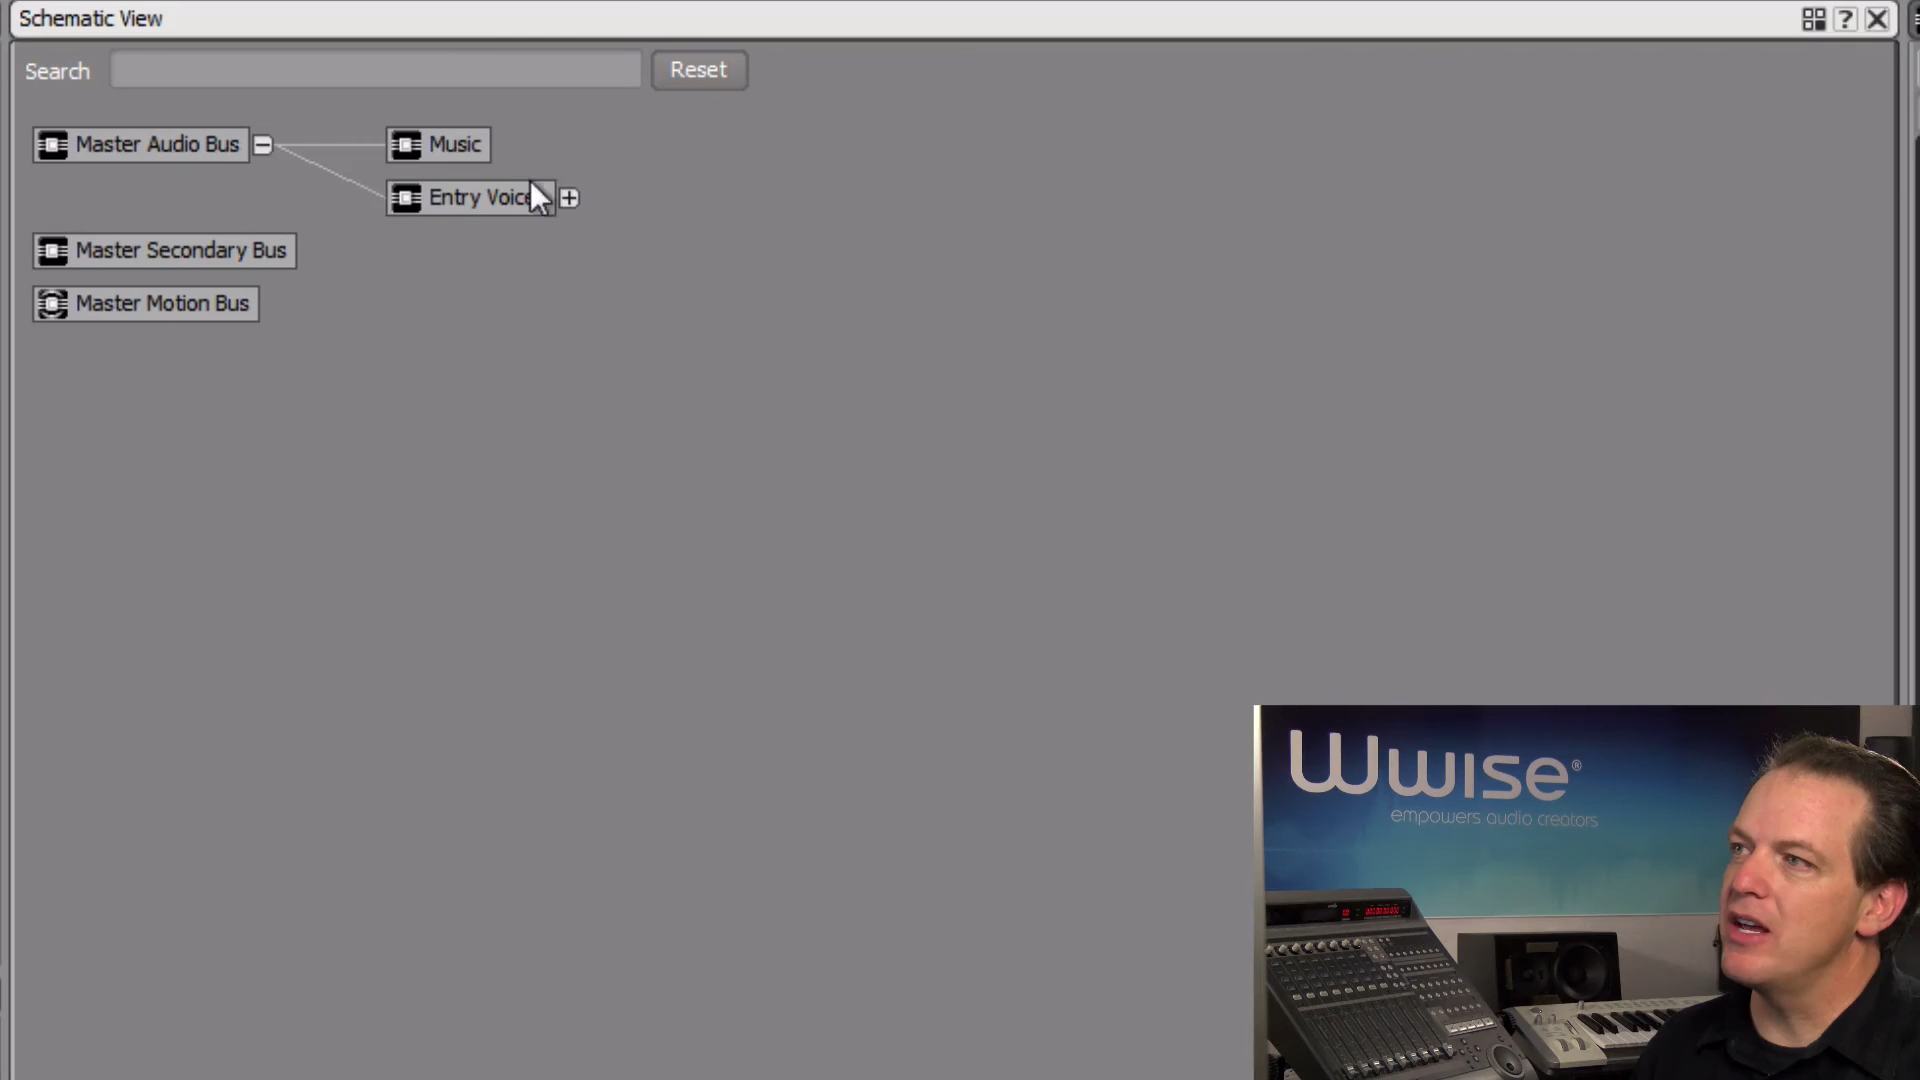 Schematic View
Search
Reset
Master Audio Bus
Music
Entry Voice
Master Secondary Bus
Master Motion Bus
wwise®
empowers audio creators